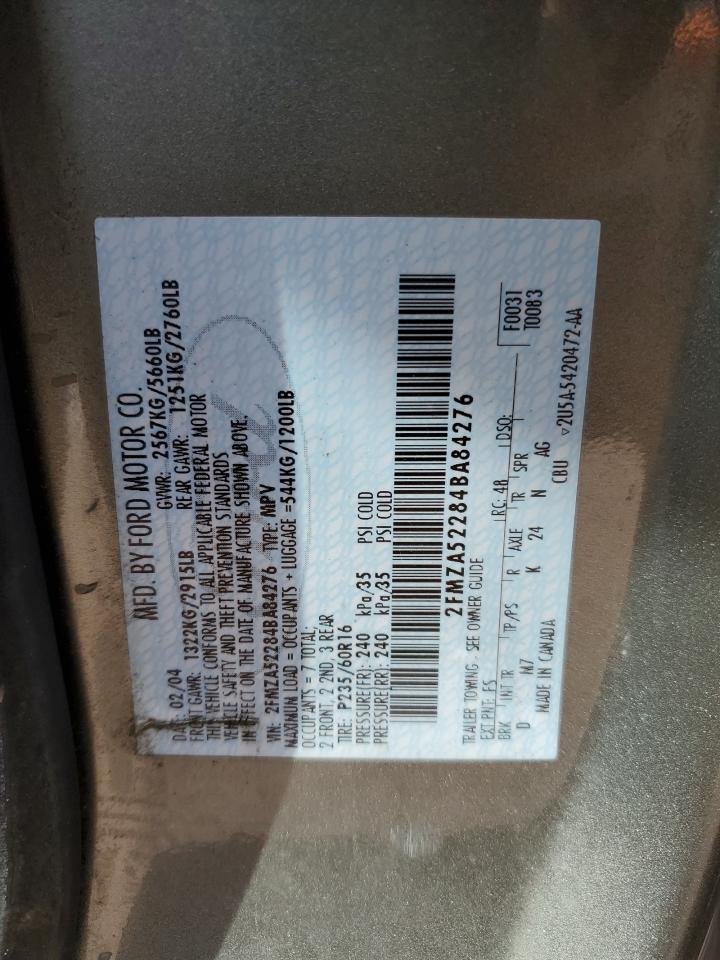 MFD. BY FORD MOTOR CO.
DATE: 02/04 GVWR: 2567KG/5660LB
FRONT GAWR: 1322KG/2915LB REAR GAWR: 1251KG/2760LB
THIS VEHICLE CONFORMS TO ALL APPLICABLE FEDERAL MOTOR
VEHICLE SAFETY AND THEFT PREVENTION STANDARDS
IN EFFECT ON THE DATE OF MANUFACTURE SHOWN ABOVE.
VIN: 2FMZA52284BA84276 TYPE: MPV
MAXIMUM LOAD = OCCUPANTS + LUGGAGE =544KG/1200LB
OCCUPANTS = 7 TOTAL;
2 FRONT, 2 2ND, 3 REAR
TIRE: P235/60R16
PRESSURE(FR): 240 kPa/35 PSI COLD
PRESSURE(RR): 240 kPa/35 PSI COLD
2FMZA52284BA84276
TRAILER TOWING - SEE OWNER GUIDE
EXT PNT: FS RC: 48 DSO:
F0031
T0083
BRK INT TR TP/PS R AXLE TR SPR
D M7 K 24 N AG
MADE IN CANADA CBU ▽2U5A-5420472-AA